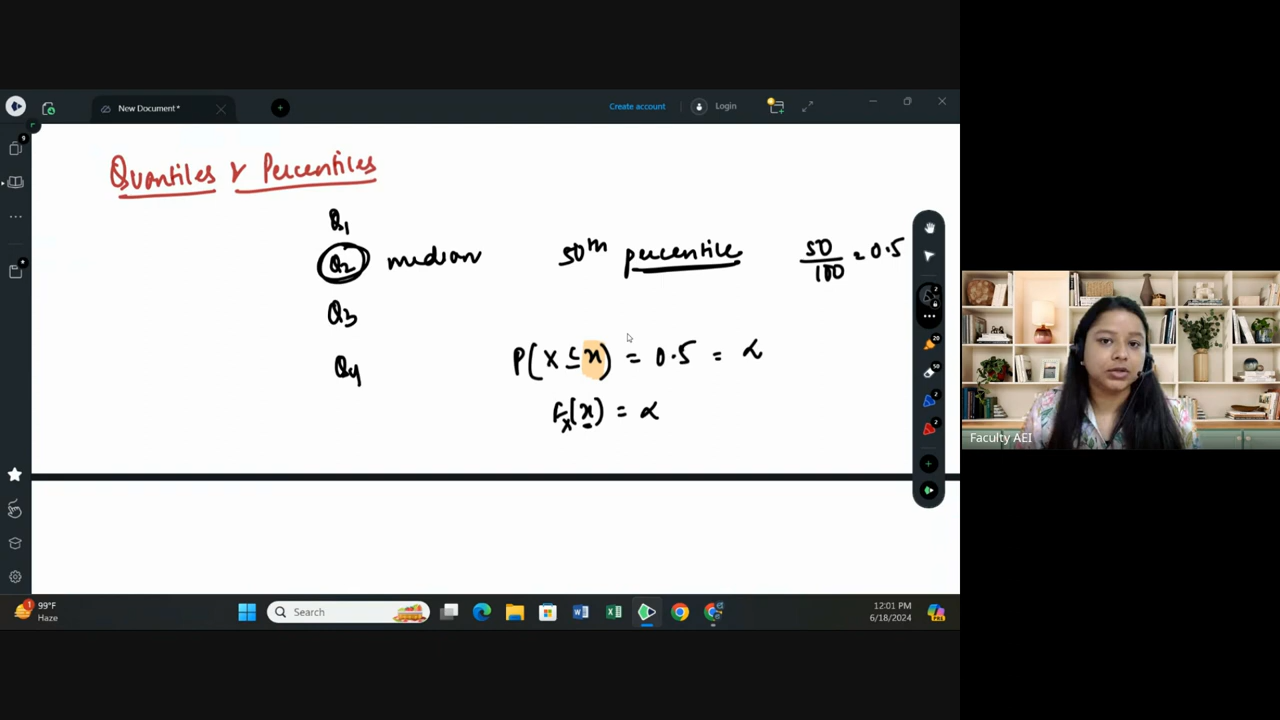 New Document*
Create account
Login
Quantiles & Percentiles
Q1
Q2 median 50th percentile 50/100 = 0.5
Q3
P(X ≤ x) = 0.5 = α
Q4
Fx(x) = α
Faculty AEI
99°F
Haze
Search
12:01 PM
6/18/2024